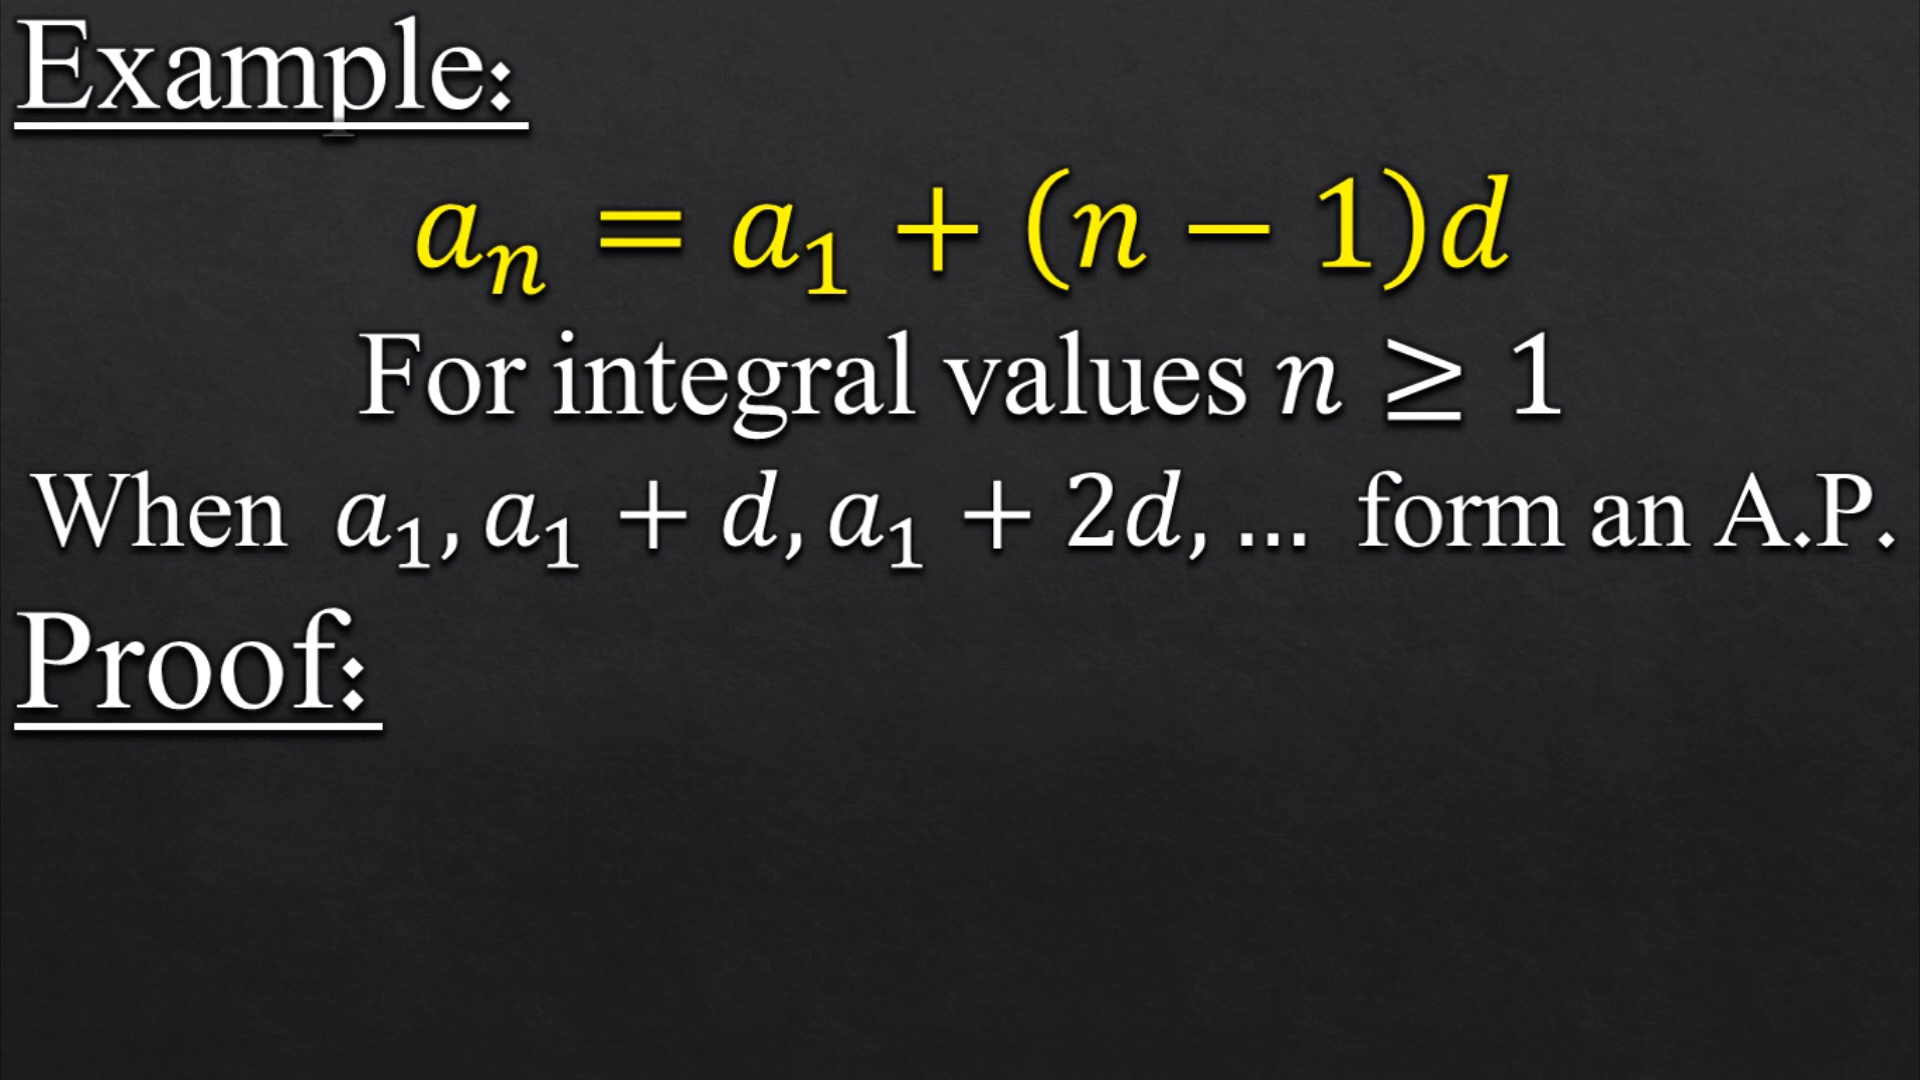 Example:
aₙ = a₁ + (n − 1)d
For integral values n ≥ 1
When a₁, a₁ + d, a₁ + 2d, … form an A.P.
Proof: